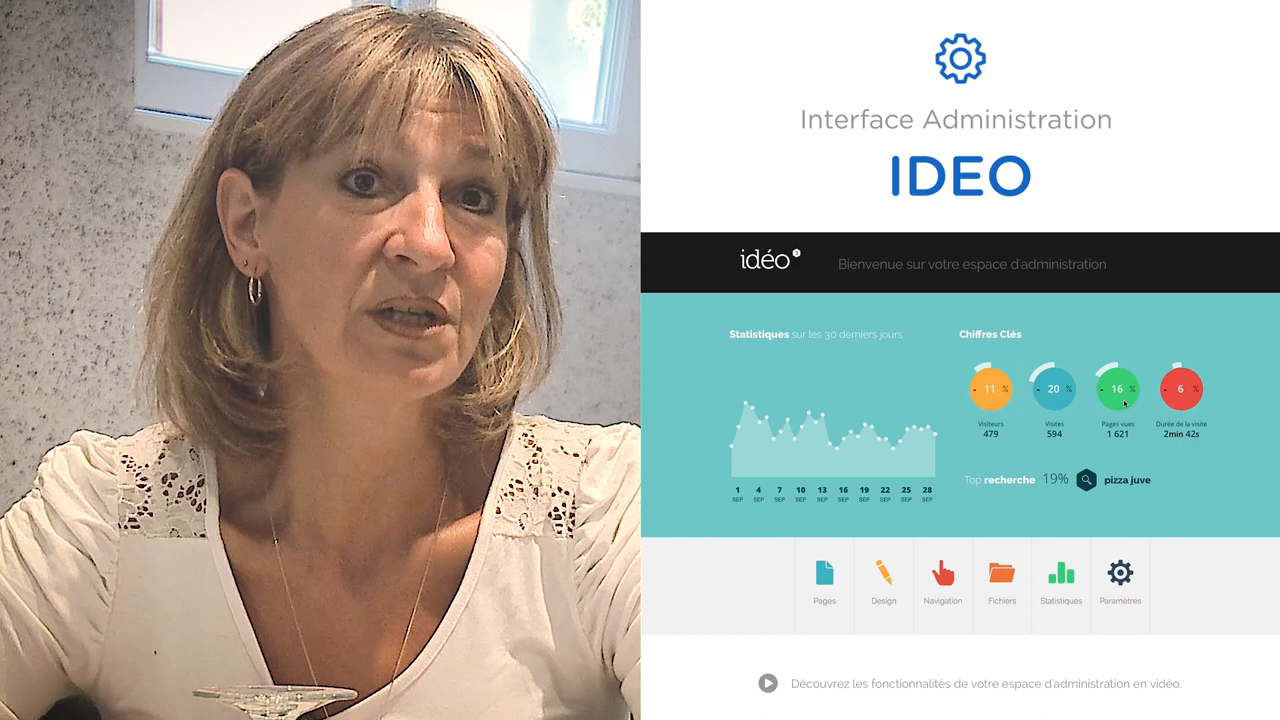 Interface Administration
IDEO
idéo
Bienvenue sur votre espace d'administration
Statistiques sur les 30 derniers jours
Chiffres Clés
- 11 % - 20 % - 16 % - 6 %
Visiteurs Visites Pages vues Durée de la visite
479 594 1 621 2min 42s
Top recherche 19% pizza juve
1 4 7 10 13 16 19 22 25 28
SEP SEP SEP SEP SEP SEP SEP SEP SEP SEP
Pages Design Navigation Fichiers Statistiques Paramètres
Découvrez les fonctionnalités de votre espace d'administration en vidéo.